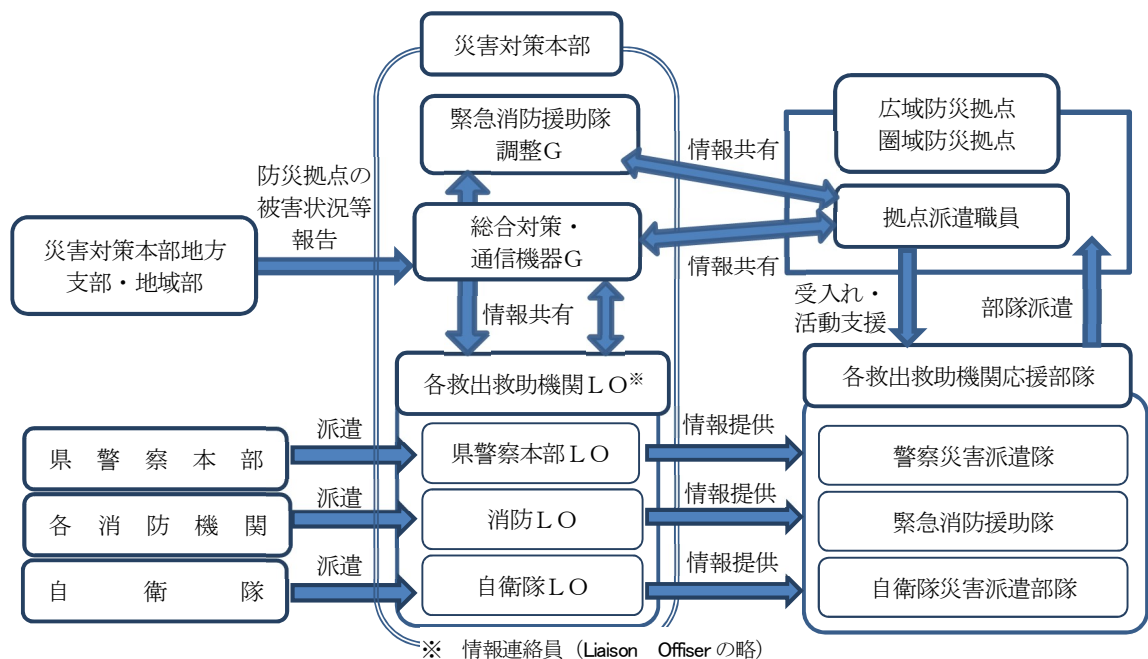 災害対策本部
緊急消防援助隊
調整G
広域防災拠点
圏域防災拠点
情報共有
防災拠点の
被害状況等
報告
災害対策本部地方
支部・地域部
総合対策・
通信機器G
拠点派遣職員
情報共有
情報共有
受入れ・
活動支援
部隊派遣
各救出救助機関LO※
各救出救助機関応援部隊
県警察本部
派遣
県警察本部LO
情報提供
警察災害派遣隊
各消防機関
派遣
消防LO
情報提供
緊急消防援助隊
自衛隊
派遣
自衛隊LO
情報提供
自衛隊災害派遣部隊
※ 情報連絡員（Liaison Offiserの略）